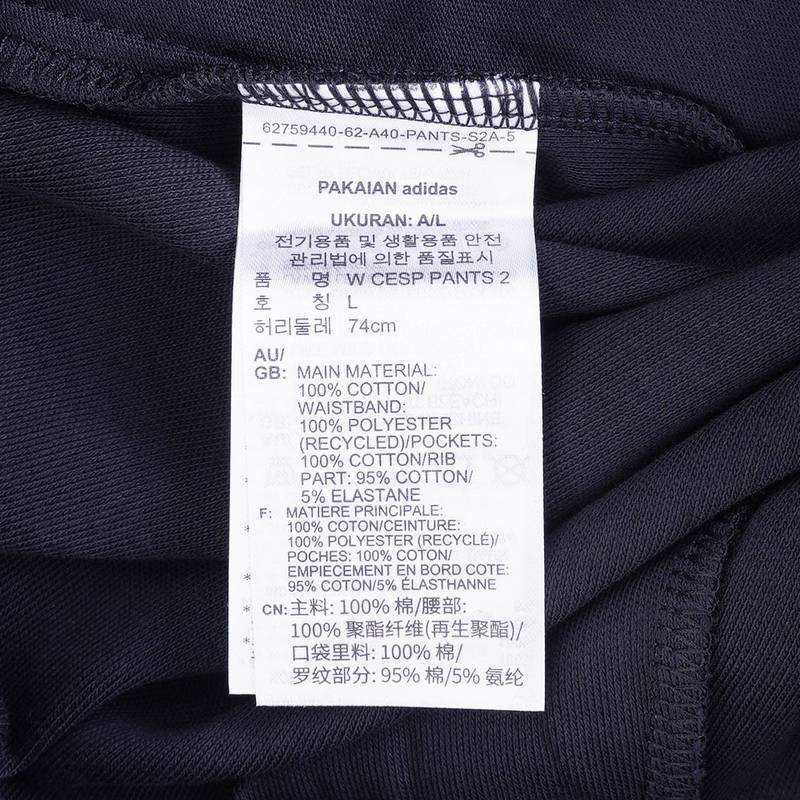 62759440-62-A40-PANTS-S2A-5
PAKAIAN adidas
UKURAN: A/L
전기용품 및 생활용품 안전
관리법에 의한 품질표시
품 명 W CESP PANTS 2
호 칭 L
허리둘레 74cm
AU/
GB: MAIN MATERIAL:
100% COTTON/
WAISTBAND:
100% POLYESTER
(RECYCLED)/POCKETS:
100% COTTON/RIB
PART: 95% COTTON/
5% ELASTANE
F: MATIERE PRINCIPALE:
100% COTON/CEINTURE:
100% POLYESTER (RECYCLÉ)/
POCHES: 100% COTON/
EMPIECEMENT EN BORD COTE:
95% COTON/5% ÉLASTHANNE
CN: 主料: 100% 棉/腰部:
100% 聚酯纤维(再生聚酯)/
口袋里料: 100% 棉/
罗纹部分: 95% 棉/5% 氨纶